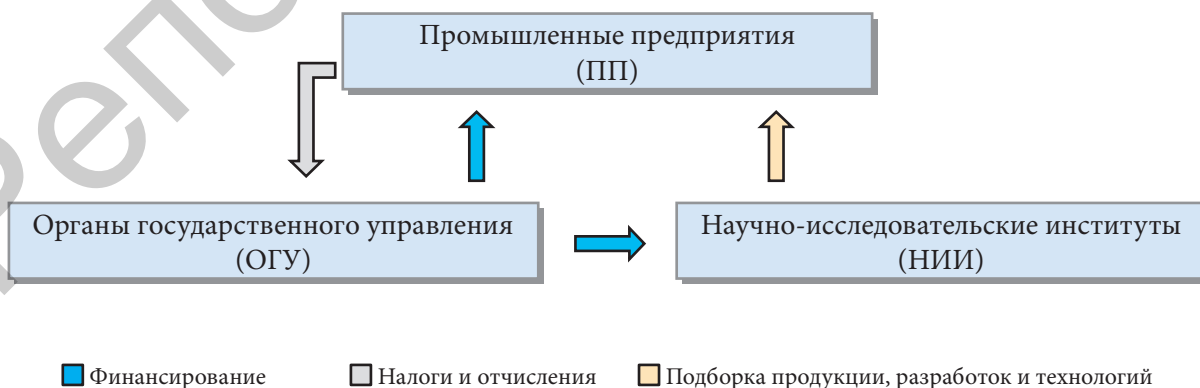 Промышленные предприятия
(ПП)
Органы государственного управления
(ОГУ)
Научно-исследовательские институты
(НИИ)
Финансирование
Налоги и отчисления
Подборка продукции, разработок и технологий